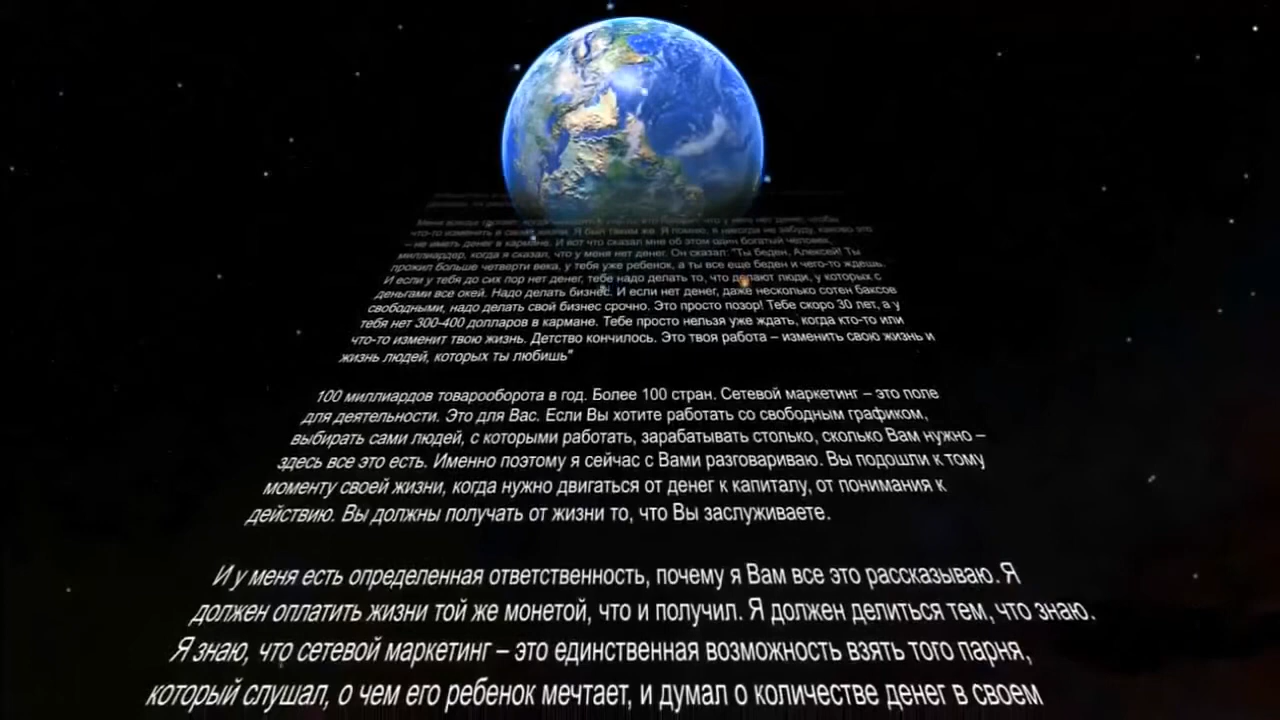 Меня всегда
что-то изменить в своей жизни. Я был таким же. Я помню, и никогда не забуду, каково это
– не иметь денег в кармане. И вот что сказал мне об этом один богатый человек,
миллиардер, когда я сказал, что у меня нет денег. Он сказал: "Ты беден, Алексей! Ты
прожил больше четверти века, у тебя уже ребенок, а ты все еще беден и чего-то ждешь.
И если у тебя до сих пор нет денег, тебе надо делать то, что делают люди, у которых с
деньгами все окей. Надо делать бизнес. И если нет денег, даже несколько сотен баксов
свободными, надо делать свой бизнес срочно. Это просто позор! Тебе скоро 30 лет, а у
тебя нет 300-400 долларов в кармане. Тебе просто нельзя уже ждать, когда кто-то или
что-то изменит твою жизнь. Детство кончилось. Это твоя работа – изменить свою жизнь и
жизнь людей, которых ты любишь"
100 миллиардов товарооборота в год. Более 100 стран. Сетевой маркетинг – это поле
для деятельности. Это для Вас. Если Вы хотите работать со свободным графиком,
выбирать сами людей, с которыми работать, зарабатывать столько, сколько Вам нужно –
здесь все это есть. Именно поэтому я сейчас с Вами разговариваю. Вы подошли к тому
моменту своей жизни, когда нужно двигаться от денег к капиталу, от понимания к
действию. Вы должны получать от жизни то, что Вы заслуживаете.
И у меня есть определенная ответственность, почему я Вам все это рассказываю. Я
должен оплатить жизни той же монетой, что и получил. Я должен делиться тем, что знаю.
Я знаю, что сетевой маркетинг – это единственная возможность взять того парня,
который слушал, о чем его ребенок мечтает, и думал о количестве денег в своем